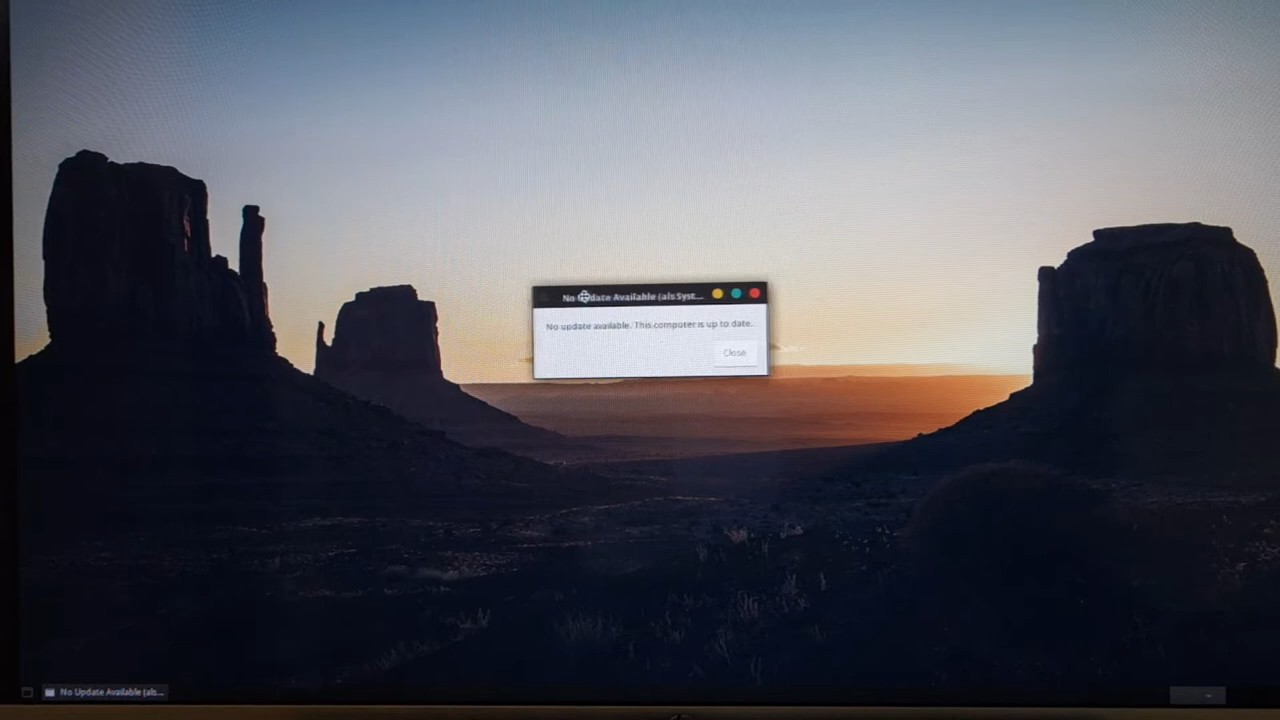 No Update Available (als Syst...
No update available. This computer is up to date.
Close
No Update Available (als...